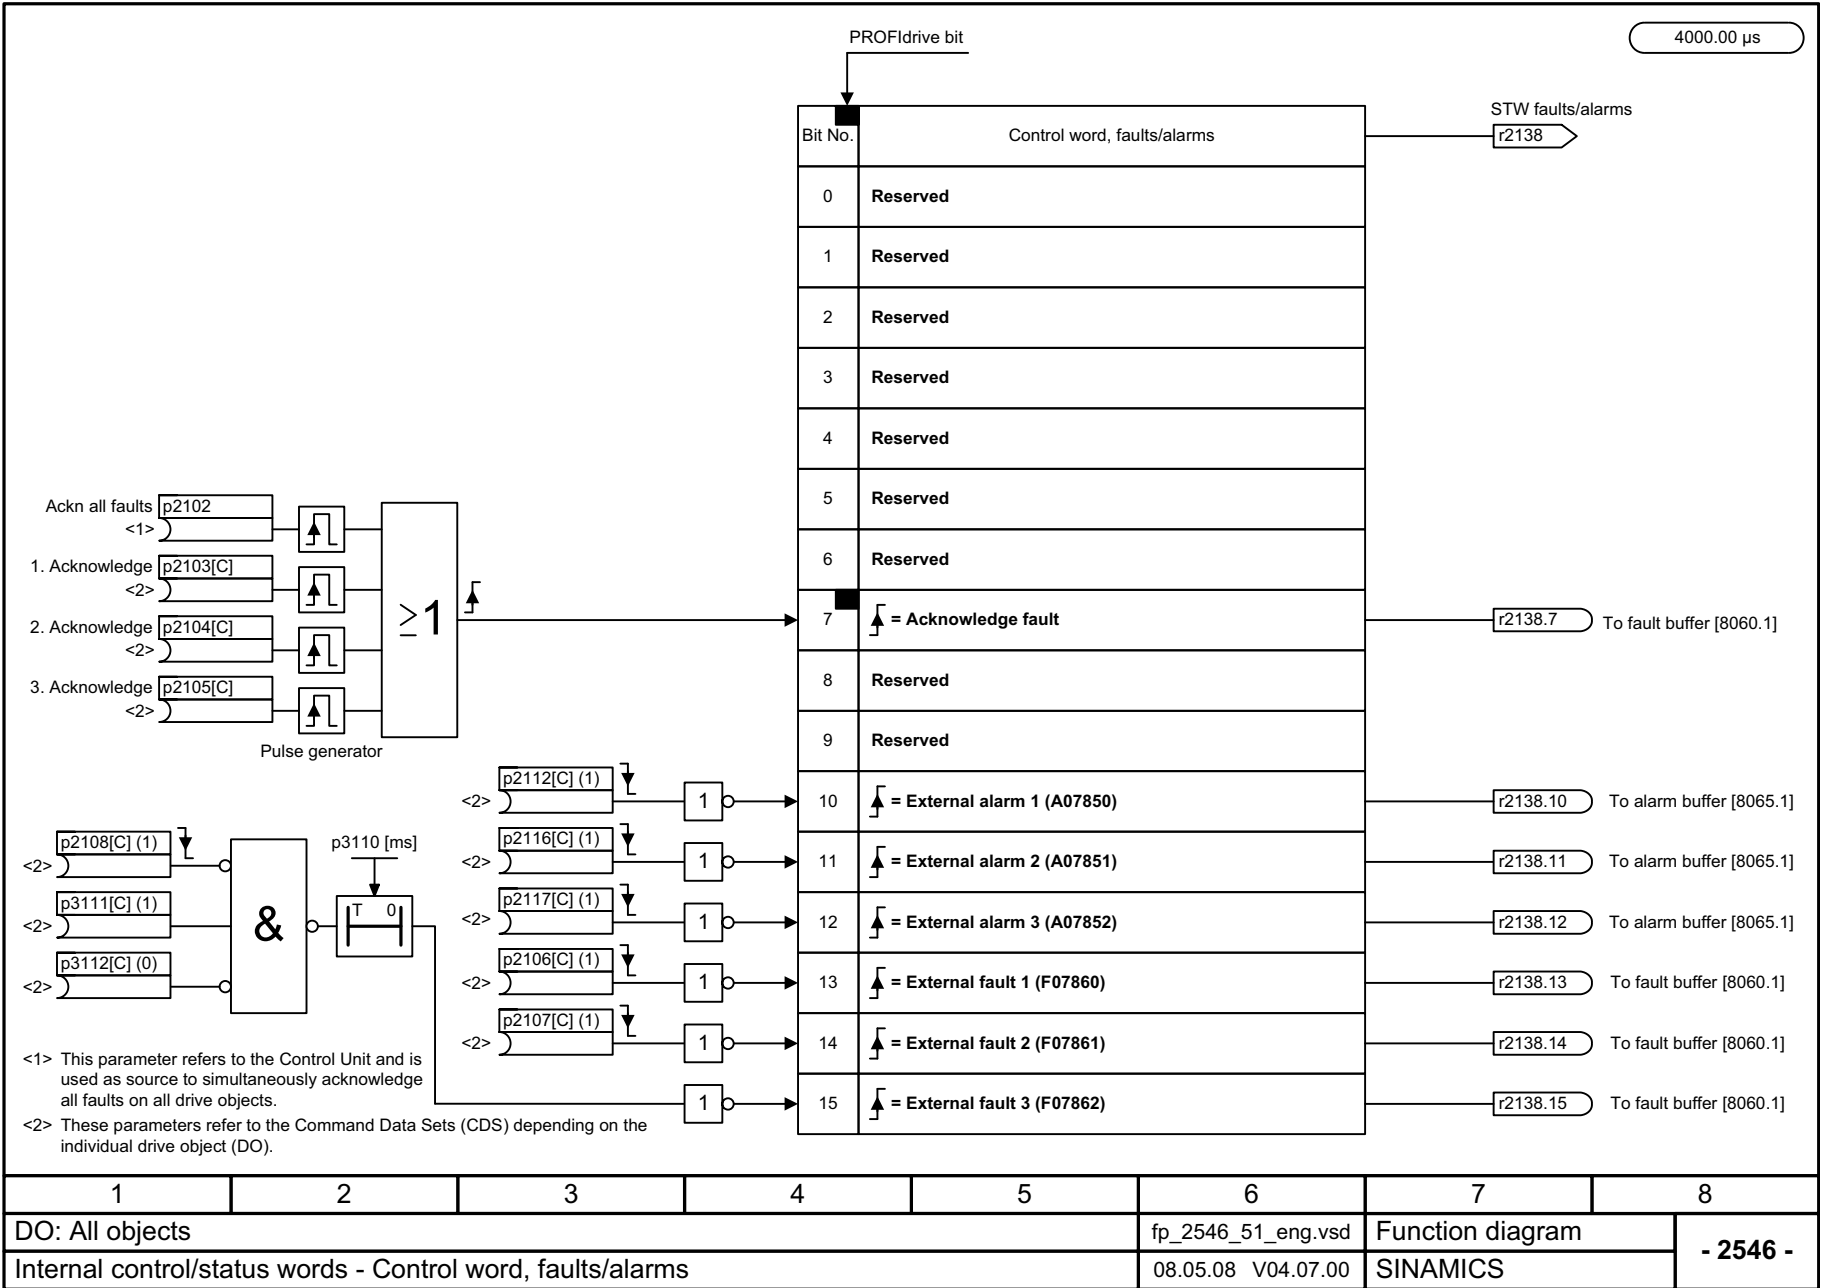 PROFIdrive bit
4000.00 µs
STW faults/alarms
Bit No. Control word, faults/alarms r2138
0 Reserved
1 Reserved
2 Reserved
3 Reserved
4 Reserved
5 Reserved
6 Reserved
7 = Acknowledge fault r2138.7 To fault buffer [8060.1]
8 Reserved
9 Reserved
10 = External alarm 1 (A07850) r2138.10 To alarm buffer [8065.1]
11 = External alarm 2 (A07851) r2138.11 To alarm buffer [8065.1]
12 = External alarm 3 (A07852) r2138.12 To alarm buffer [8065.1]
13 = External fault 1 (F07860) r2138.13 To fault buffer [8060.1]
14 = External fault 2 (F07861) r2138.14 To fault buffer [8060.1]
15 = External fault 3 (F07862) r2138.15 To fault buffer [8060.1]
Ackn all faults p2102
<1>
1. Acknowledge p2103[C]
<2>
2. Acknowledge p2104[C]
<2>
3. Acknowledge p2105[C]
<2>
≥1
Pulse generator
p2112[C] (1)
<2> 1
p2116[C] (1)
<2> 1
p2117[C] (1)
<2> 1
p2106[C] (1)
<2> 1
p2107[C] (1)
<2> 1
1
p2108[C] (1)
<2>
p3111[C] (1)
<2>
p3112[C] (0)
<2>
&
p3110 [ms]
T 0
<1> This parameter refers to the Control Unit and is
used as source to simultaneously acknowledge
all faults on all drive objects.
<2> These parameters refer to the Command Data Sets (CDS) depending on the
individual drive object (DO).
1 2 3 4 5 6 7 8
DO: All objects fp_2546_51_eng.vsd Function diagram
- 2546 -
Internal control/status words - Control word, faults/alarms 08.05.08 V04.07.00 SINAMICS